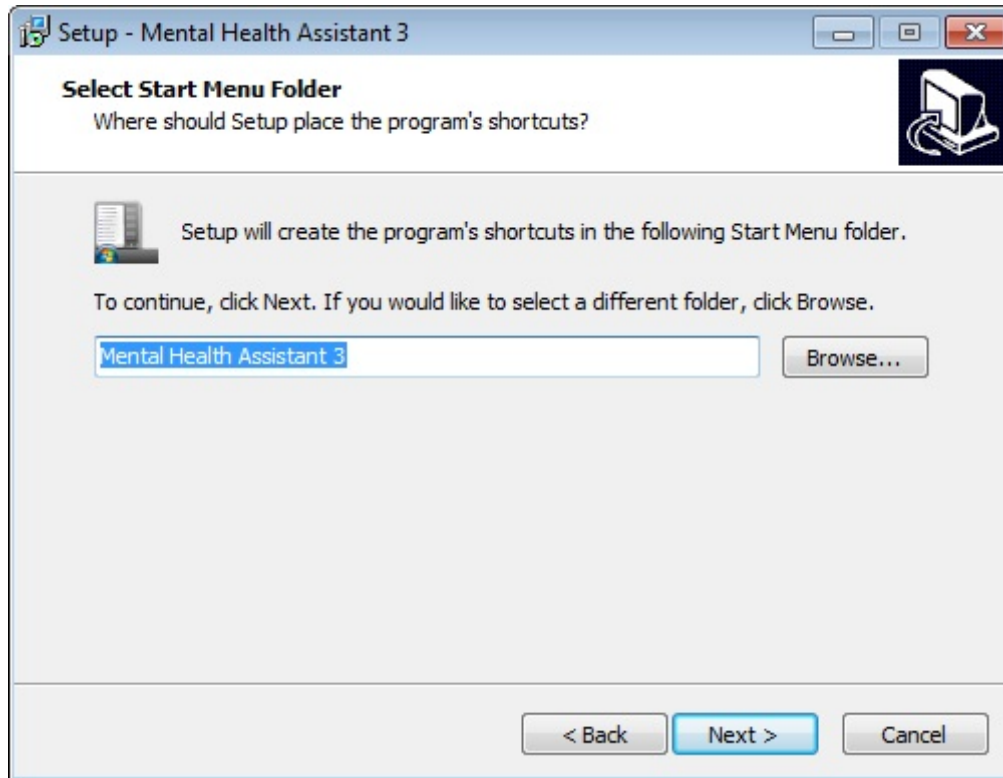 Setup - Mental Health Assistant 3
Select Start Menu Folder
Where should Setup place the program's shortcuts?
Setup will create the program's shortcuts in the following Start Menu folder.
To continue, click Next. If you would like to select a different folder, click Browse.
Mental Health Assistant 3
Browse...
< Back
Next >
Cancel